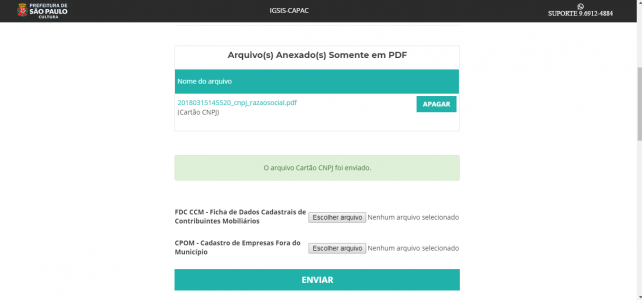 PREFEITURA DE
SÃO PAULO
CULTURA
IGSIS-CAPAC
SUPORTE 9.6912-4884
Arquivo(s) Anexado(s) Somente em PDF
Nome do arquivo
20180315145520_cnpj_razaosocial.pdf
(Cartão CNPJ)
APAGAR
O arquivo Cartão CNPJ foi enviado.
FDC CCM - Ficha de Dados Cadastrais de
Contribuintes Mobiliários
Escolher arquivo Nenhum arquivo selecionado
CPOM - Cadastro de Empresas Fora do
Município
Escolher arquivo Nenhum arquivo selecionado
ENVIAR